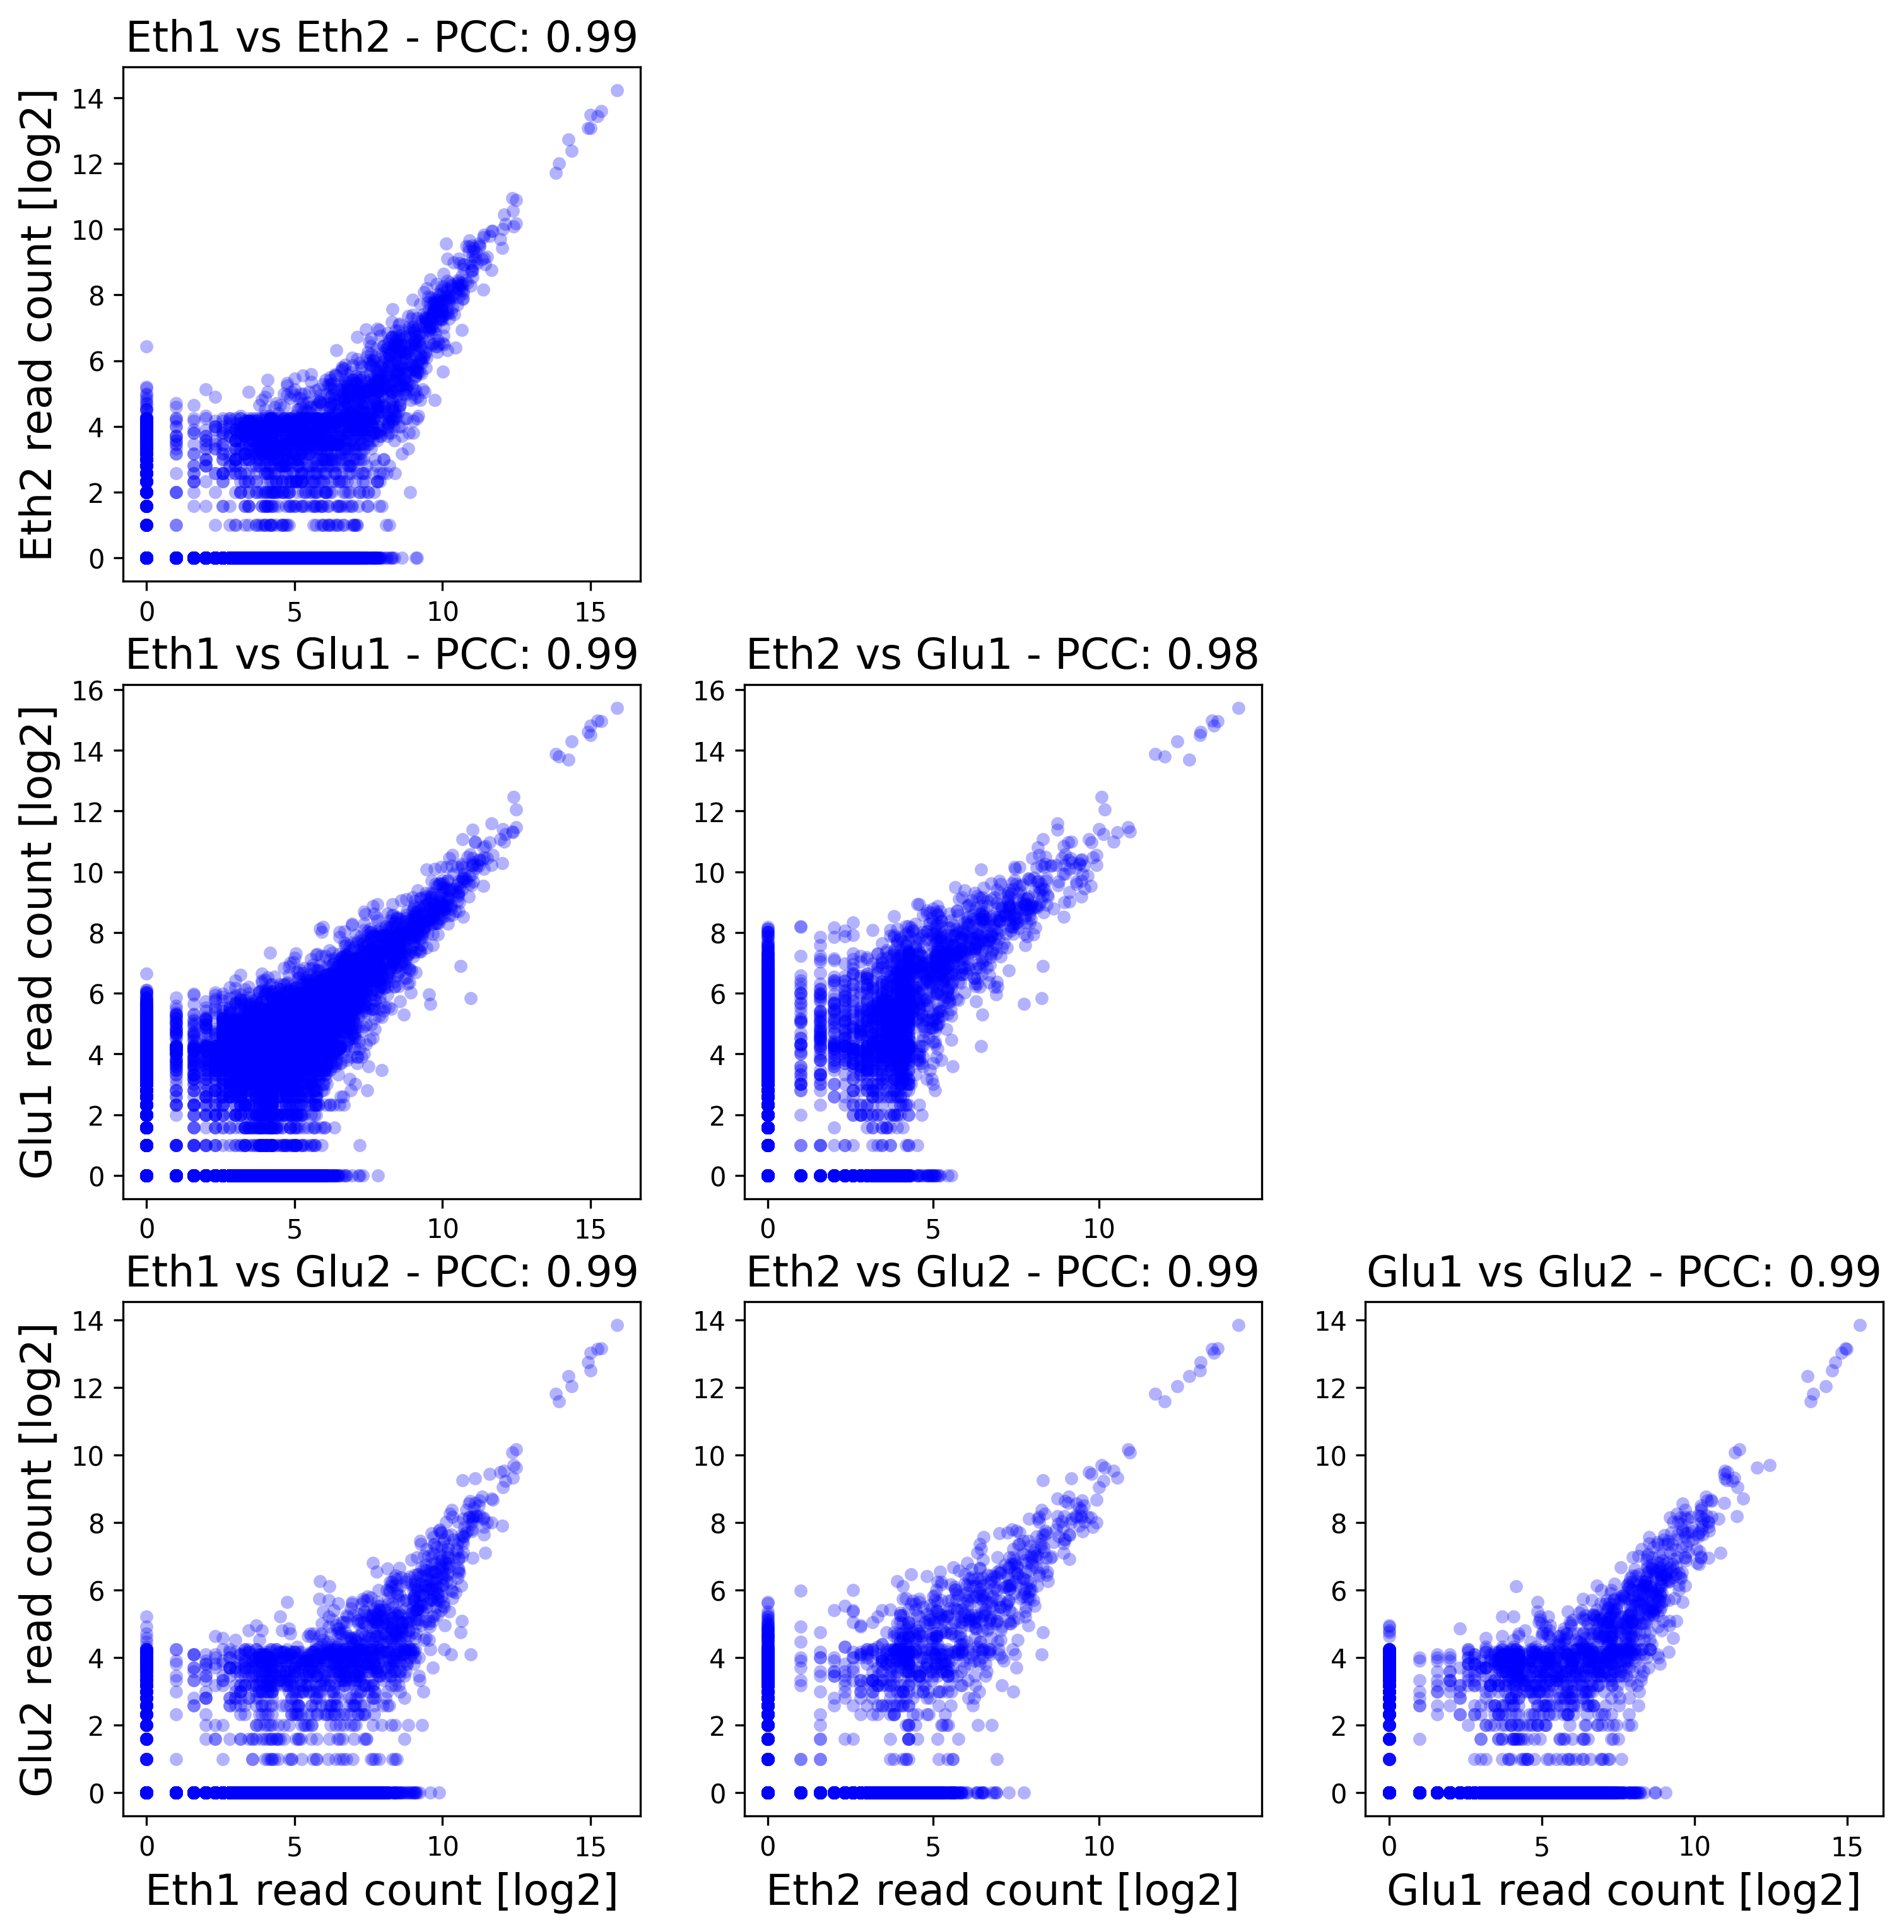 Eth1 vs Eth2 - PCC: 0.99
Eth2 read count [log2]
14
12
10
8
6
4
2
0
0 5 10 15
Eth1 vs Glu1 - PCC: 0.99
Glu1 read count [log2]
16
14
12
10
8
6
4
2
0
0 5 10 15
Eth2 vs Glu1 - PCC: 0.98
16
14
12
10
8
6
4
2
0
0 5 10
Eth1 vs Glu2 - PCC: 0.99
Glu2 read count [log2]
14
12
10
8
6
4
2
0
0 5 10 15
Eth1 read count [log2]
Eth2 vs Glu2 - PCC: 0.99
14
12
10
8
6
4
2
0
0 5 10
Eth2 read count [log2]
Glu1 vs Glu2 - PCC: 0.99
14
12
10
8
6
4
2
0
0 5 10 15
Glu1 read count [log2]